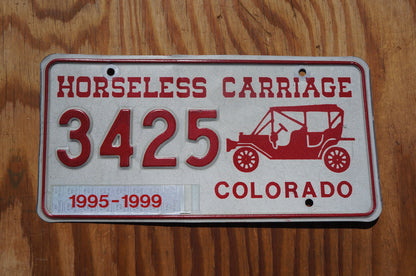 HORSELESS CARRIAGE
3425
COLORADO
1995-1999